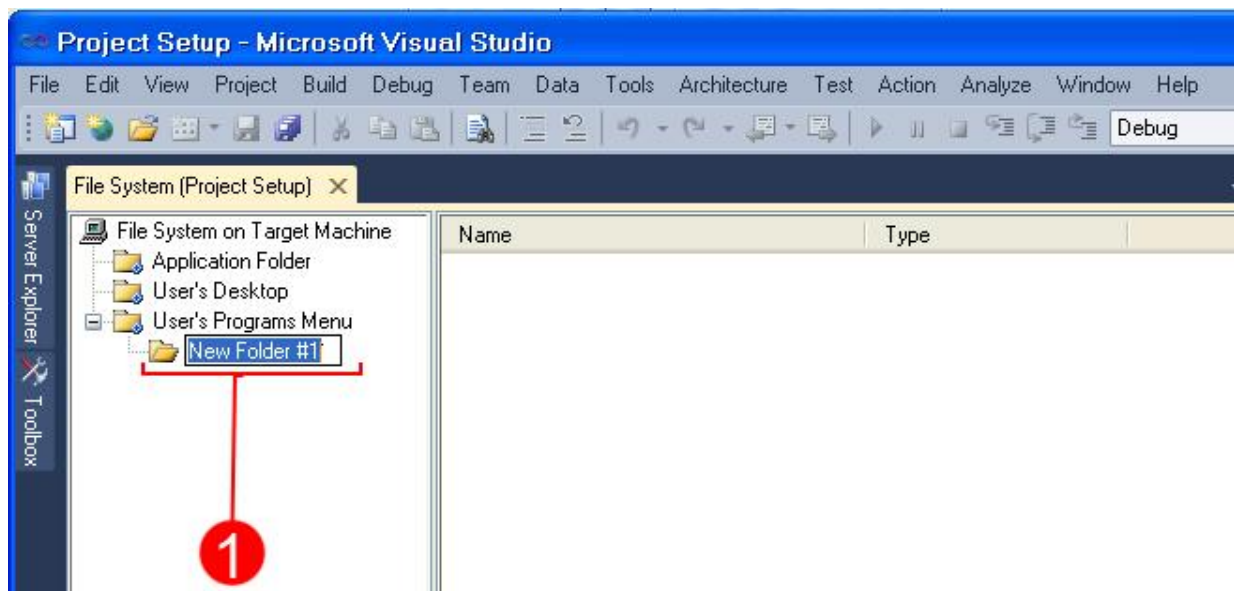 Project Setup - Microsoft Visual Studio
File Edit View Project Build Debug Team Data Tools Architecture Test Action Analyze Window Help
Debug
File System (Project Setup)
Server Explorer
Toolbox
File System on Target Machine
Application Folder
User's Desktop
User's Programs Menu
New Folder #1
Name Type
1